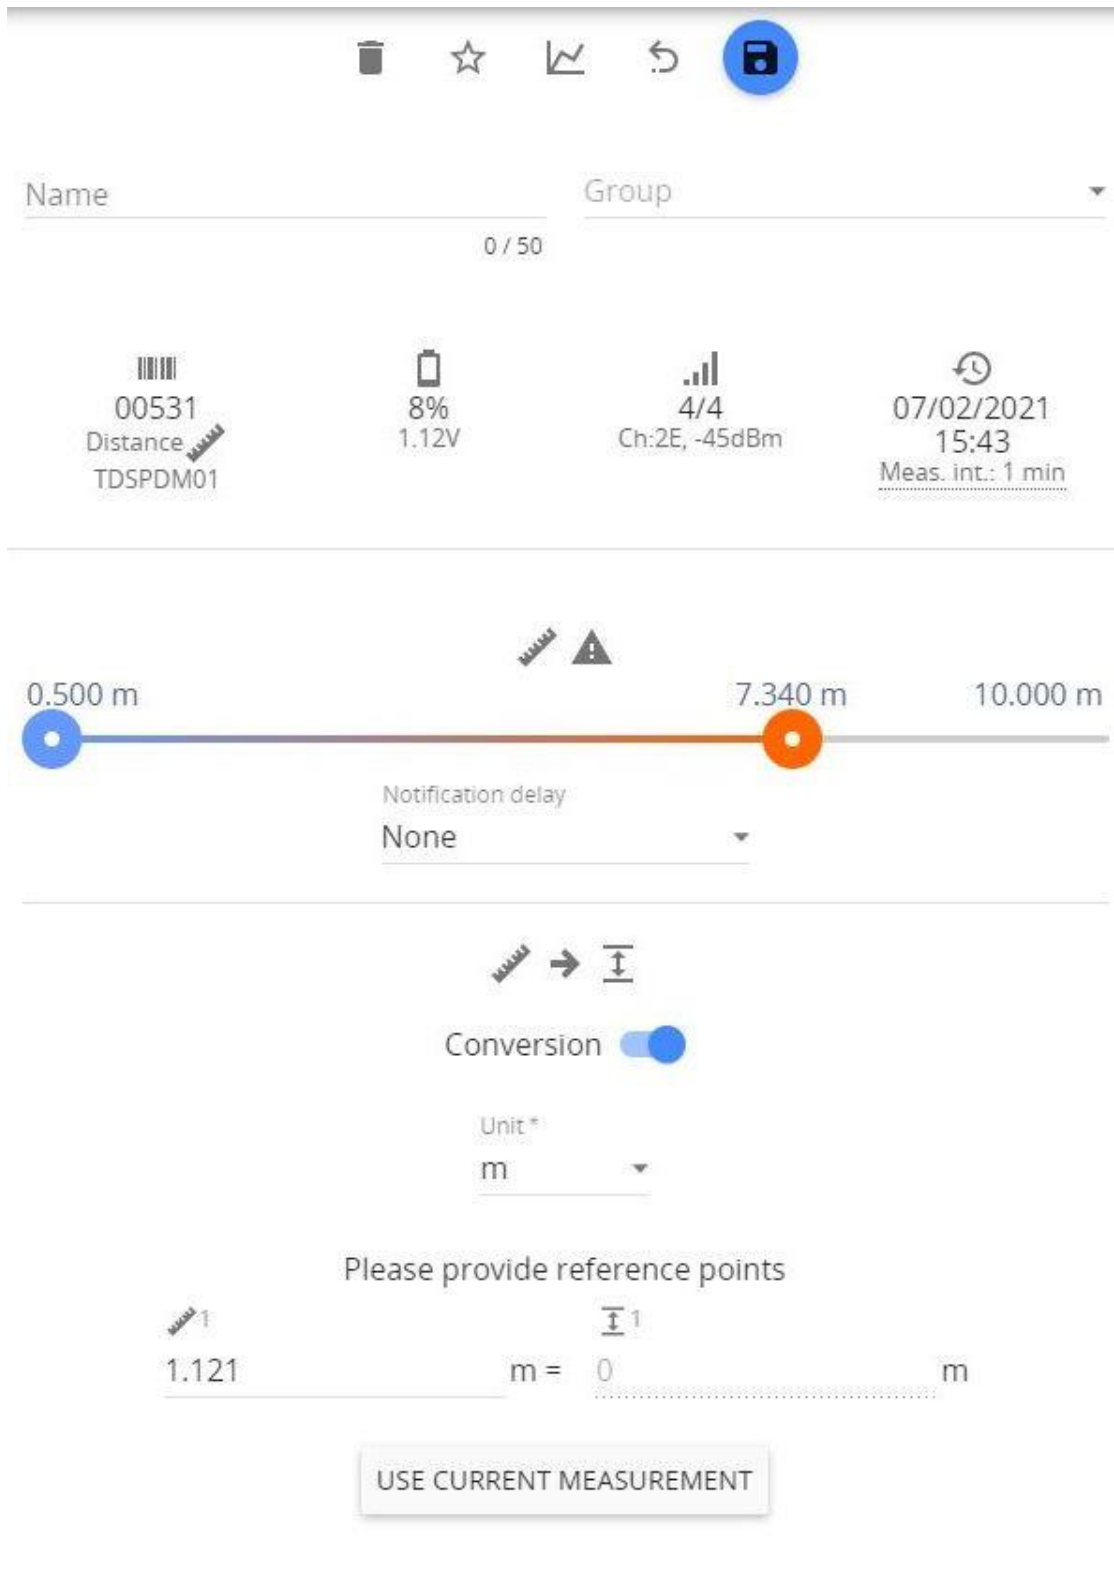 Name
Group
0 / 50
00531
Distance
TDSPDM01
8%
1.12V
4/4
Ch:2E, -45dBm
07/02/2021
15:43
Meas. int.: 1 min
0.500 m
7.340 m
10.000 m
Notification delay
None
Conversion
Unit *
m
Please provide reference points
1
1
1.121 m = 0 m
USE CURRENT MEASUREMENT